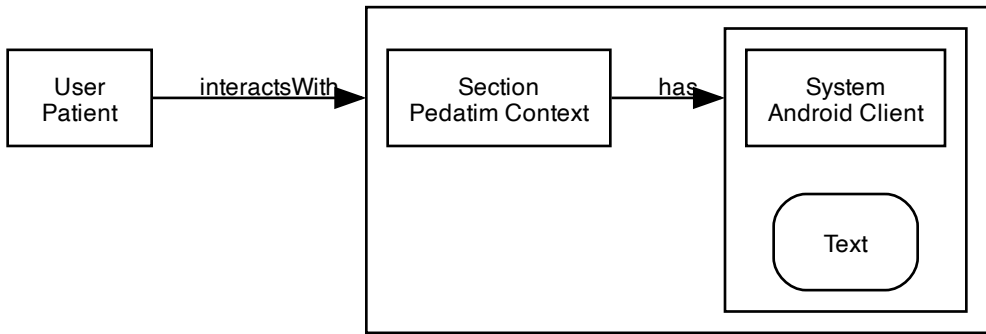 User
Patient
interactsWith
Section
Pedatim Context
has
System
Android Client
Text